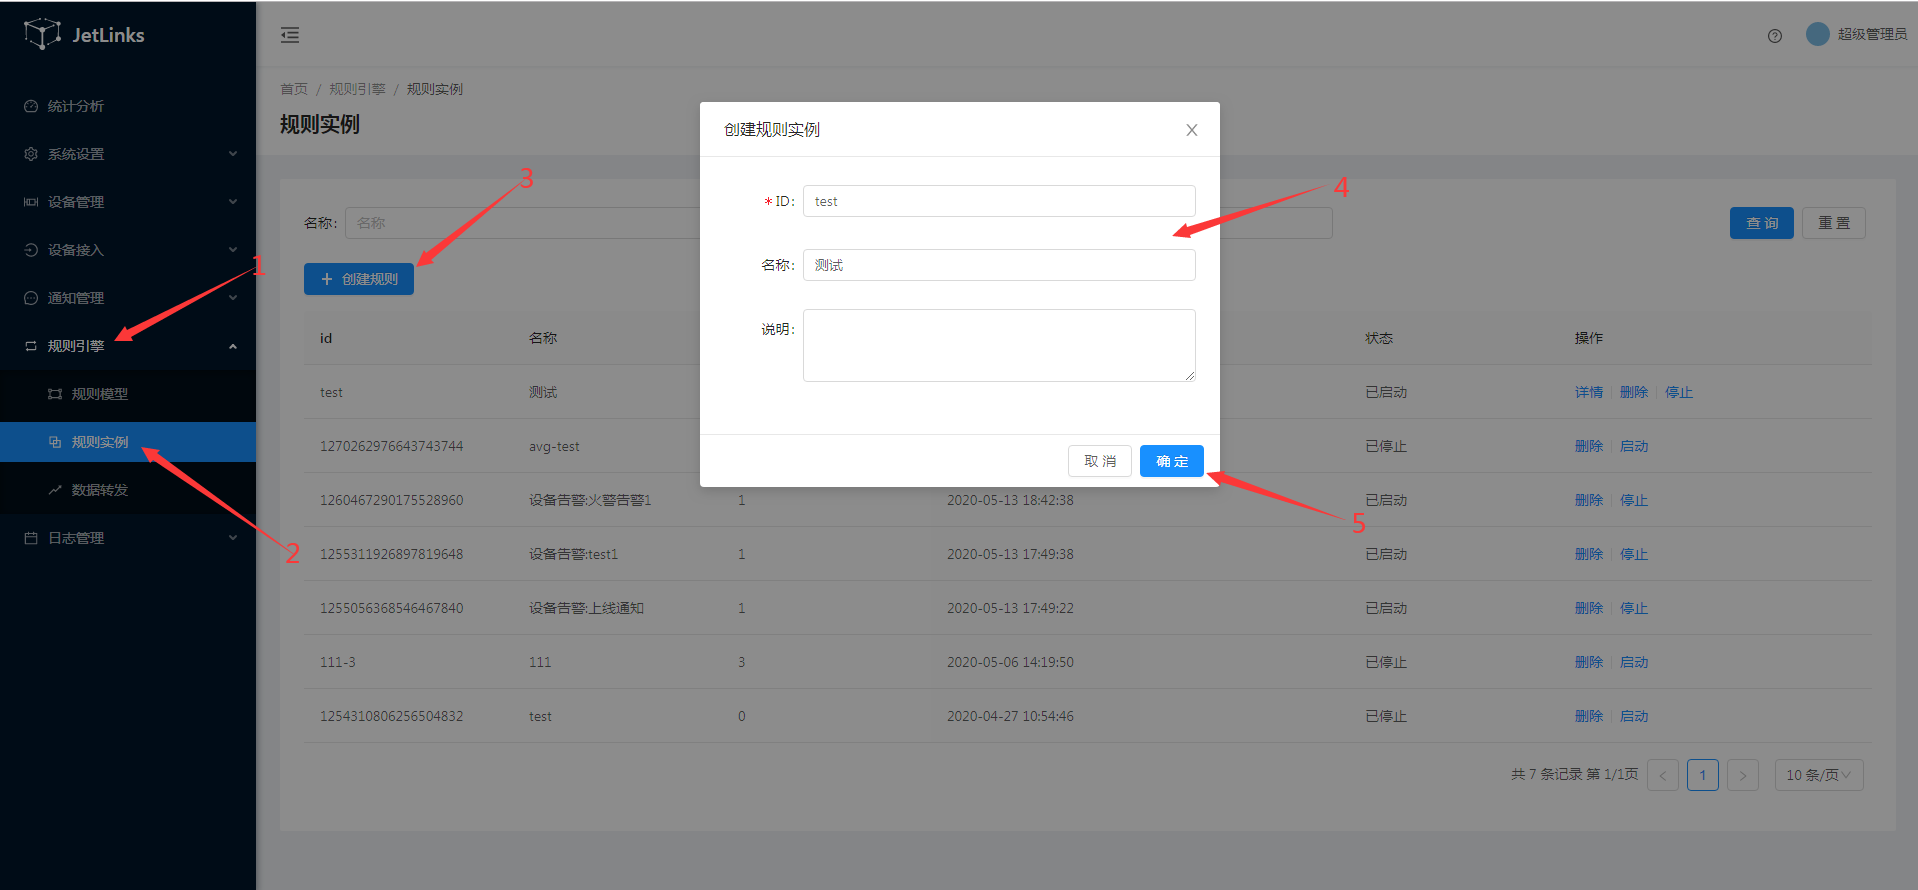 JetLinks
超级管理员
统计分析
系统设置
设备管理
设备接入
通知管理
规则引擎
规则模型
规则实例
数据转发
日志管理
首页 / 规则引擎 / 规则实例
规则实例
名称: 名称
查 询 重 置
+ 创建规则
id 名称 状态 操作
test 测试 已启动 详情 删除 停止
1270262976643743744 avg-test 已停止 删除 启动
1260467290175528960 设备告警:火警告警1 1 2020-05-13 18:42:38 已启动 删除 停止
1255311926897819648 设备告警:test1 1 2020-05-13 17:49:38 已启动 删除 停止
1255056368546467840 设备告警:上线通知 1 2020-05-13 17:49:22 已启动 删除 停止
111-3 111 3 2020-05-06 14:19:50 已停止 删除 启动
1254310806256504832 test 0 2020-04-27 10:54:46 已停止 删除 启动
共 7 条记录 第 1/1页 < 1 > 10 条/页
创建规则实例
* ID: test
名称: 测试
说明:
取 消 确 定
1
2
3
4
5